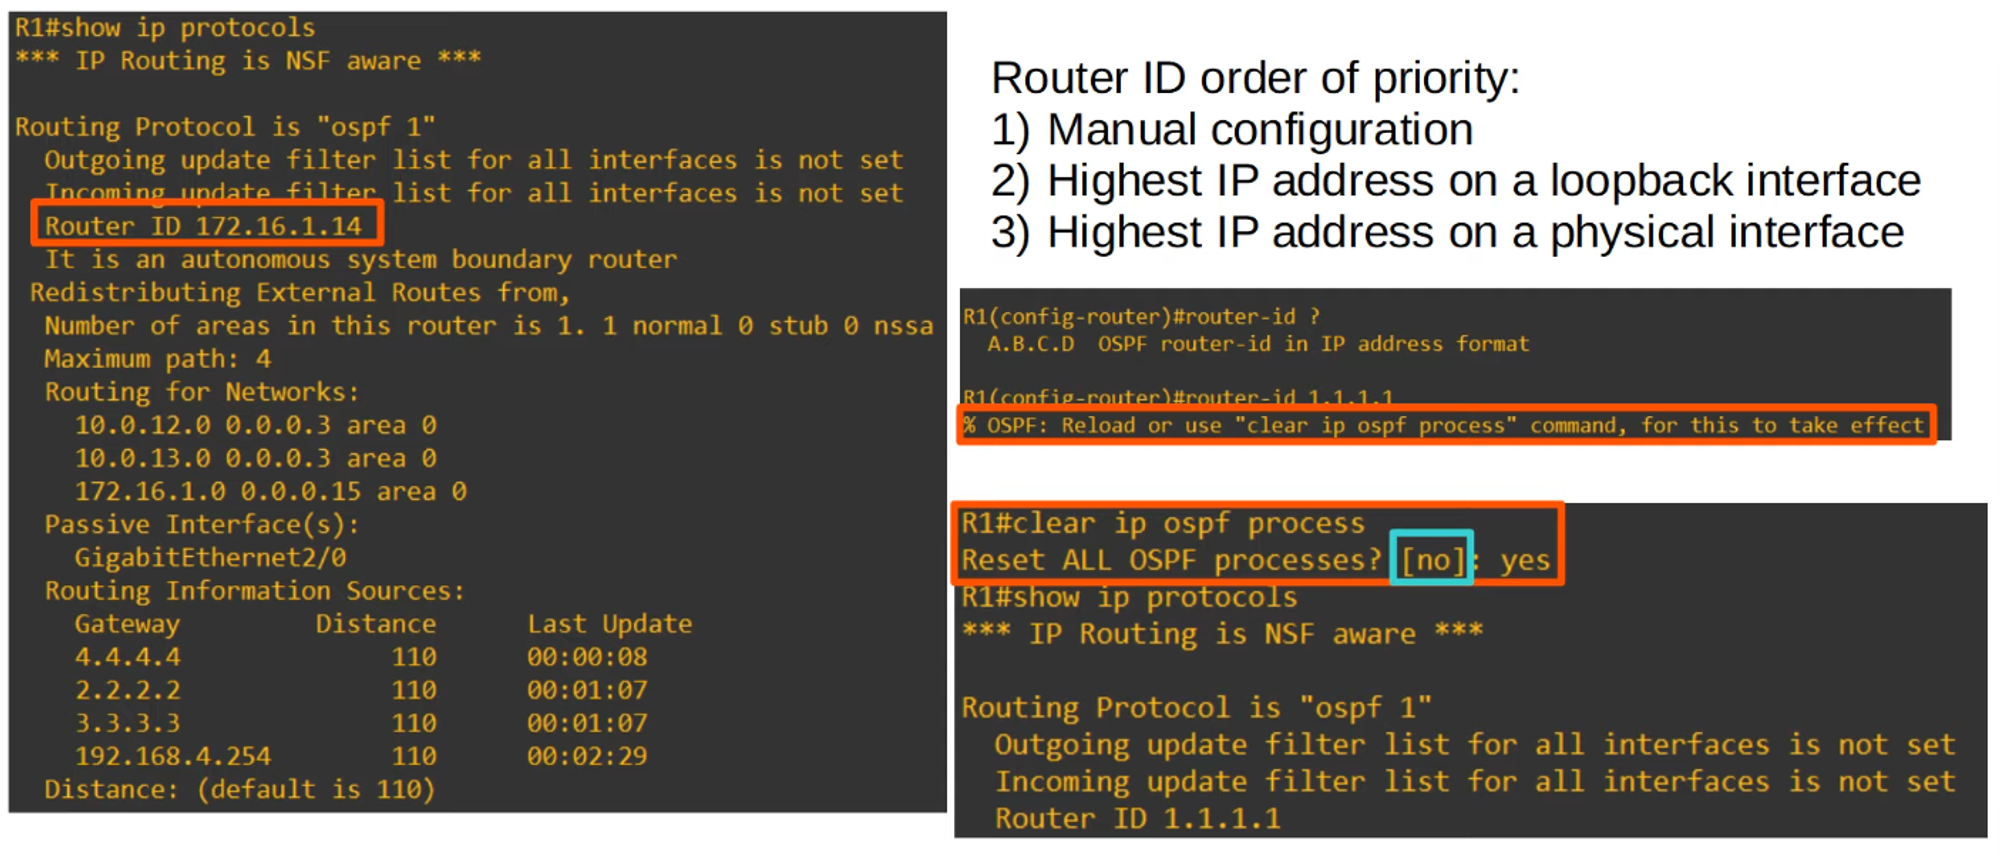 R1#show ip protocols
*** IP Routing is NSF aware ***
Routing Protocol is "ospf 1"
Outgoing update filter list for all interfaces is not set
Incoming update filter list for all interfaces is not set
Router ID 172.16.1.14
It is an autonomous system boundary router
Redistributing External Routes from,
Number of areas in this router is 1. 1 normal 0 stub 0 nssa
Maximum path: 4
Routing for Networks:
10.0.12.0 0.0.0.3 area 0
10.0.13.0 0.0.0.3 area 0
172.16.1.0 0.0.0.15 area 0
Passive Interface(s):
GigabitEthernet2/0
Routing Information Sources:
Gateway Distance Last Update
4.4.4.4 110 00:00:08
2.2.2.2 110 00:01:07
3.3.3.3 110 00:01:07
192.168.4.254 110 00:02:29
Distance: (default is 110)
Router ID order of priority:
1) Manual configuration
2) Highest IP address on a loopback interface
3) Highest IP address on a physical interface
R1(config-router)#router-id ?
A.B.C.D OSPF router-id in IP address format
R1(config-router)#router-id 1.1.1.1
% OSPF: Reload or use "clear ip ospf process" command, for this to take effect
R1#clear ip ospf process
Reset ALL OSPF processes? [no]: yes
R1#show ip protocols
*** IP Routing is NSF aware ***
Routing Protocol is "ospf 1"
Outgoing update filter list for all interfaces is not set
Incoming update filter list for all interfaces is not set
Router ID 1.1.1.1